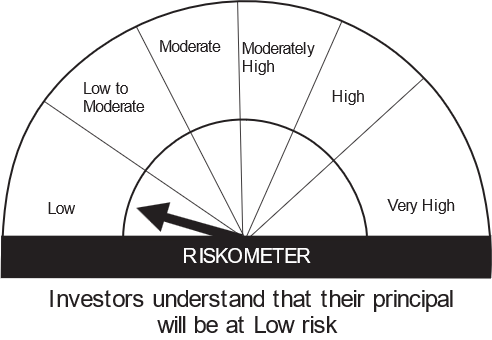 Moderate
Moderately
High
Low to
Moderate
High
Low
Very High
RISKOMETER
Investors understand that their principal
will be at Low risk